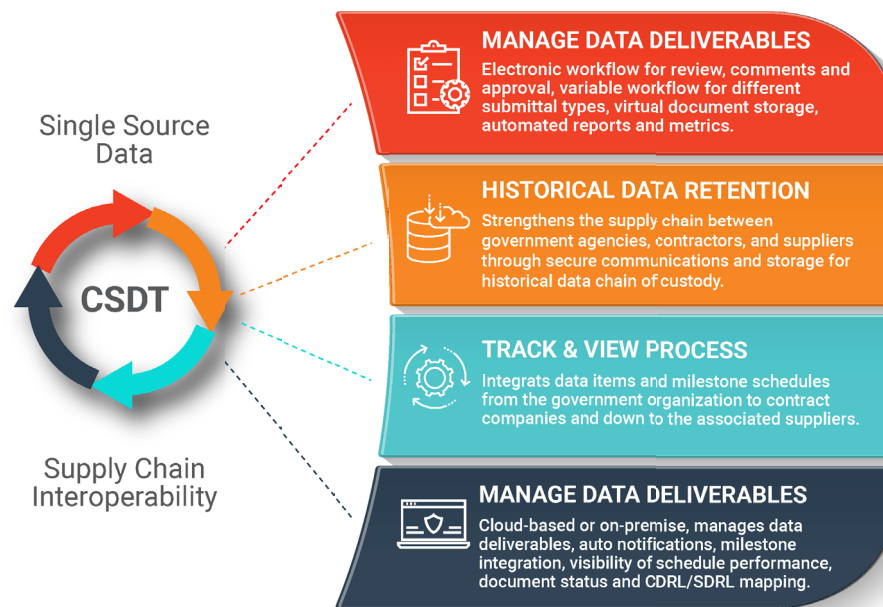 Single Source
Data
CSDT
Supply Chain
Interoperability
MANAGE DATA DELIVERABLES
Electronic workflow for review, comments and
approval, variable workflow for different
submittal types, virtual document storage,
automated reports and metrics.
HISTORICAL DATA RETENTION
Strengthens the supply chain between
government agencies, contractors, and suppliers
through secure communications and storage for
historical data chain of custody.
TRACK & VIEW PROCESS
Integrats data items and milestone schedules
from the government organization to contract
companies and down to the associated suppliers.
MANAGE DATA DELIVERABLES
Cloud-based or on-premise, manages data
deliverables, auto notifications, milestone
integration, visibility of schedule performance,
document status and CDRL/SDRL mapping.